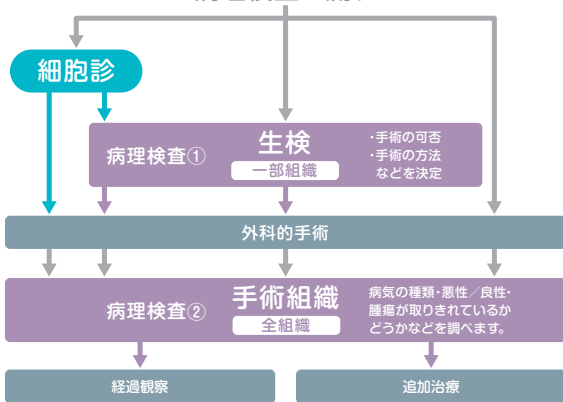 細胞診
病理検査①
生検
一部組織
・手術の可否
・手術の方法
などを決定
外科的手術
病理検査②
手術組織
全組織
病気の種類・悪性／良性・
腫瘍が取りきれているか
どうかなどを調べます。
経過観察
追加治療